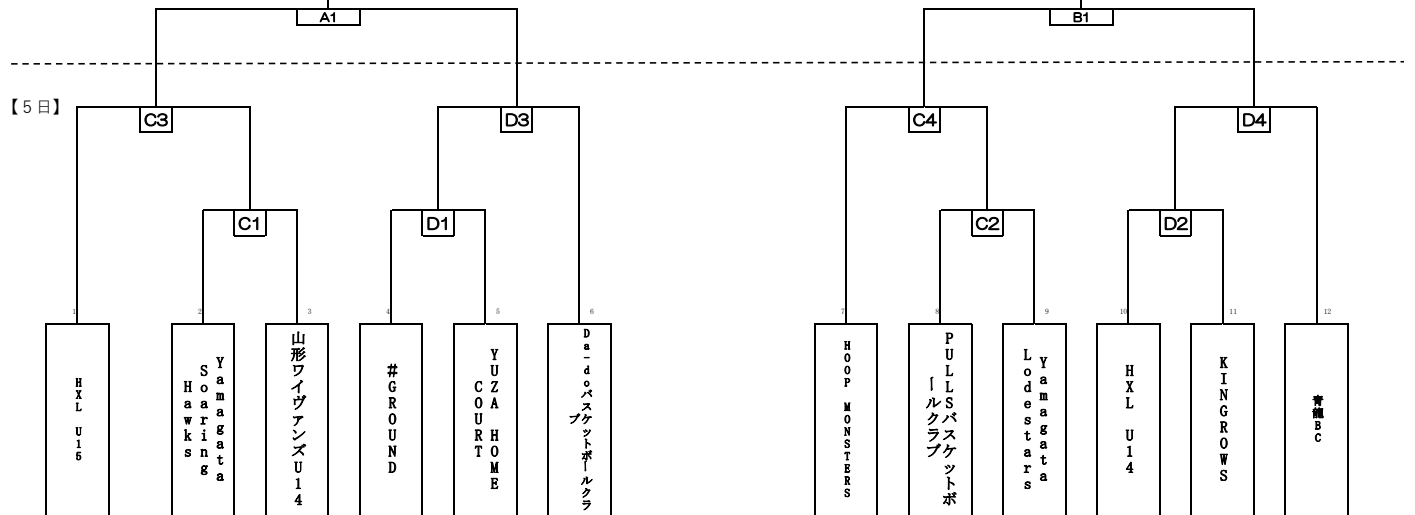 A1
B1
【5日】
C3
D3
C4
D4
C1
D1
C2
D2
1
2
3
4
5
6
7
8
9
10
11
12
HXL U15
Yamagata
Soaring
Hawks
山形ワイヴァンズU14
#GROUND
YUZA HOME
COURT
Da-doバスケットボールクラ
ブ
HOOP MONSTERS
PULLSバスケットボ
ールクラブ
Yamagata
Lodestars
HXL U14
KINGROWS
青龍BC